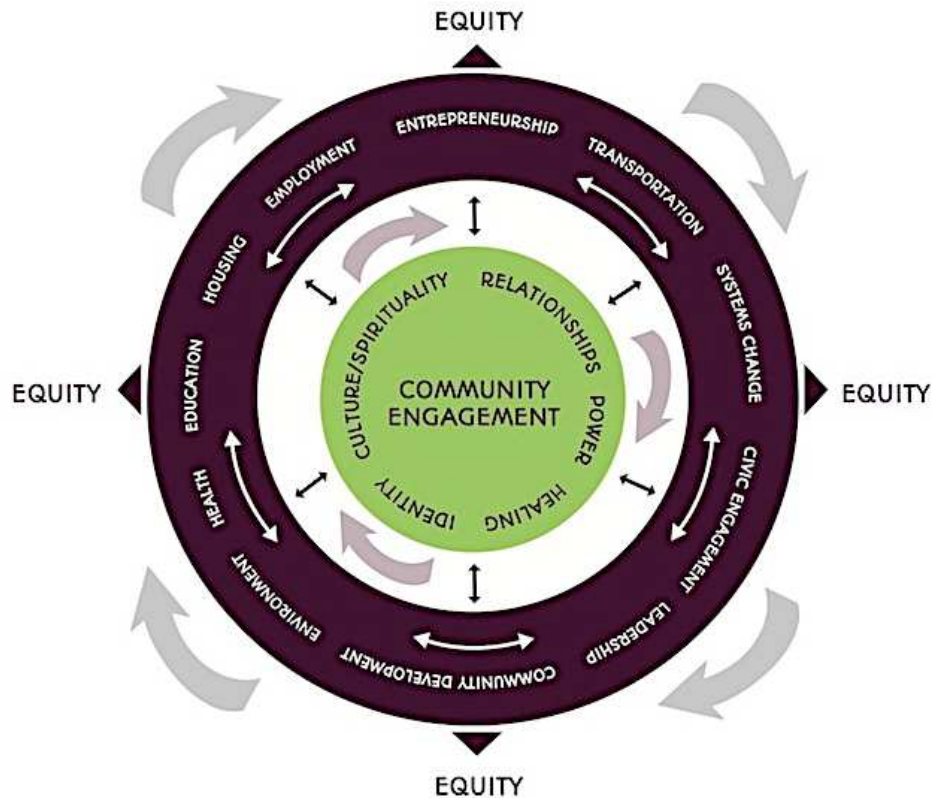 EQUITY
ENTREPRENEURSHIP
TRANSPORTATION
SYSTEMS CHANGE
CIVIC ENGAGEMENT
LEADERSHIP
COMMUNITY DEVELOPMENT
ENVIRONMENT
HEALTH
EDUCATION
HOUSING
EMPLOYMENT
EQUITY
EQUITY
CULTURE/SPIRITUALITY
RELATIONSHIPS
POWER
HEALING
IDENTITY
COMMUNITY
ENGAGEMENT
EQUITY